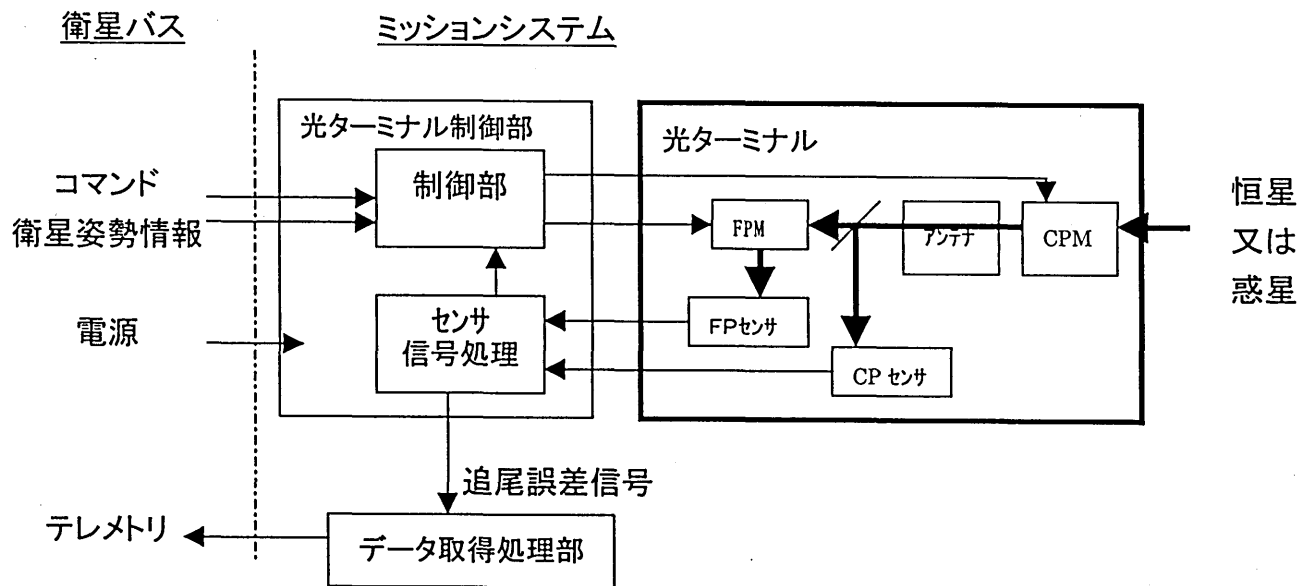 衛星バス
ミッションシステム
光ターミナル制御部
光ターミナル
制御部
コマンド
衛星姿勢情報
FPM
アンテナ
CPM
恒星
又は
惑星
電源
センサ
信号処理
FPセンサ
CP センサ
追尾誤差信号
テレメトリ
データ取得処理部